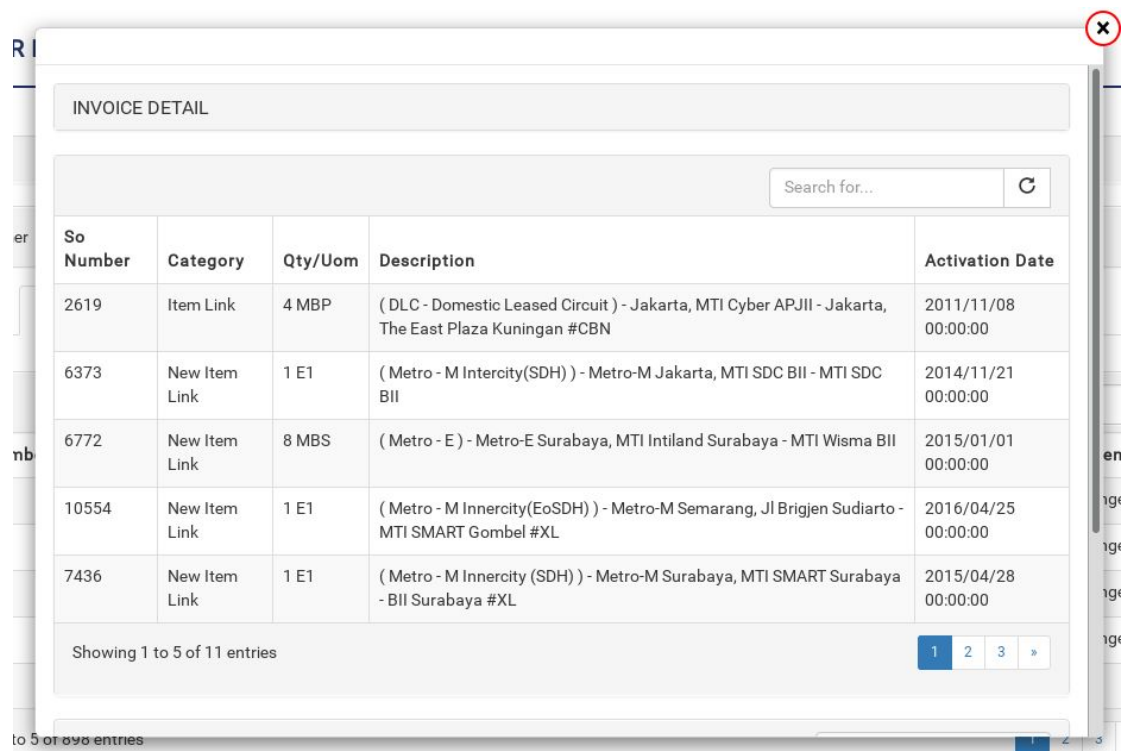 R
INVOICE DETAIL
Search for...
er
So
Number Category Qty/Uom Description Activation Date
2619 Item Link 4 MBP ( DLC - Domestic Leased Circuit ) - Jakarta, MTI Cyber APJII - Jakarta, 2011/11/08
The East Plaza Kuningan #CBN 00:00:00
6373 New Item 1 E1 ( Metro - M Intercity(SDH) ) - Metro-M Jakarta, MTI SDC BII - MTI SDC 2014/11/21
Link BII 00:00:00
6772 New Item 8 MBS ( Metro - E ) - Metro-E Surabaya, MTI Intiland Surabaya - MTI Wisma BII 2015/01/01
Link 00:00:00
10554 New Item 1 E1 ( Metro - M Innercity(EoSDH) ) - Metro-M Semarang, Jl Brigjen Sudiarto - 2016/04/25
Link MTI SMART Gombel #XL 00:00:00
7436 New Item 1 E1 ( Metro - M Innercity (SDH) ) - Metro-M Surabaya, MTI SMART Surabaya 2015/04/28
Link - BII Surabaya #XL 00:00:00
Showing 1 to 5 of 11 entries 1 2 3 »
to 5 of 898 entries 1 2 3